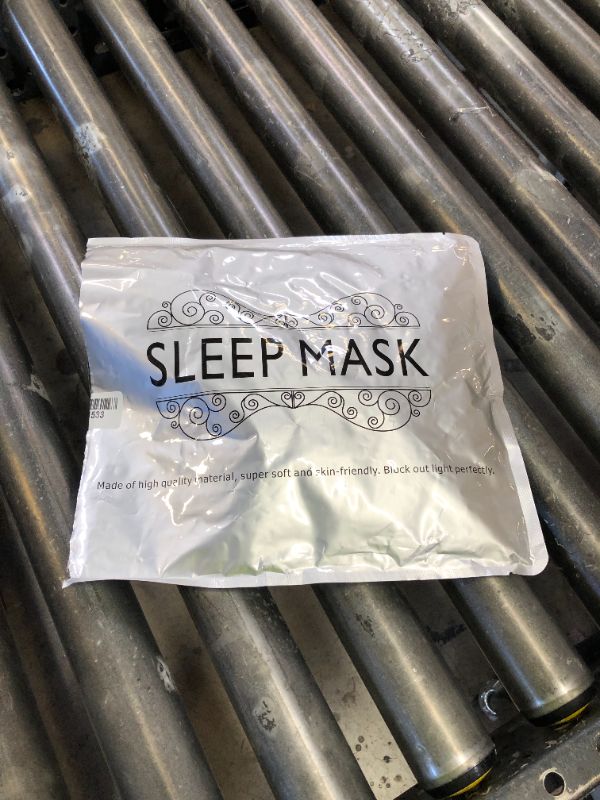 SLEEP MASK
Made of high quality material, super soft and skin-friendly. Block out light perfectly.